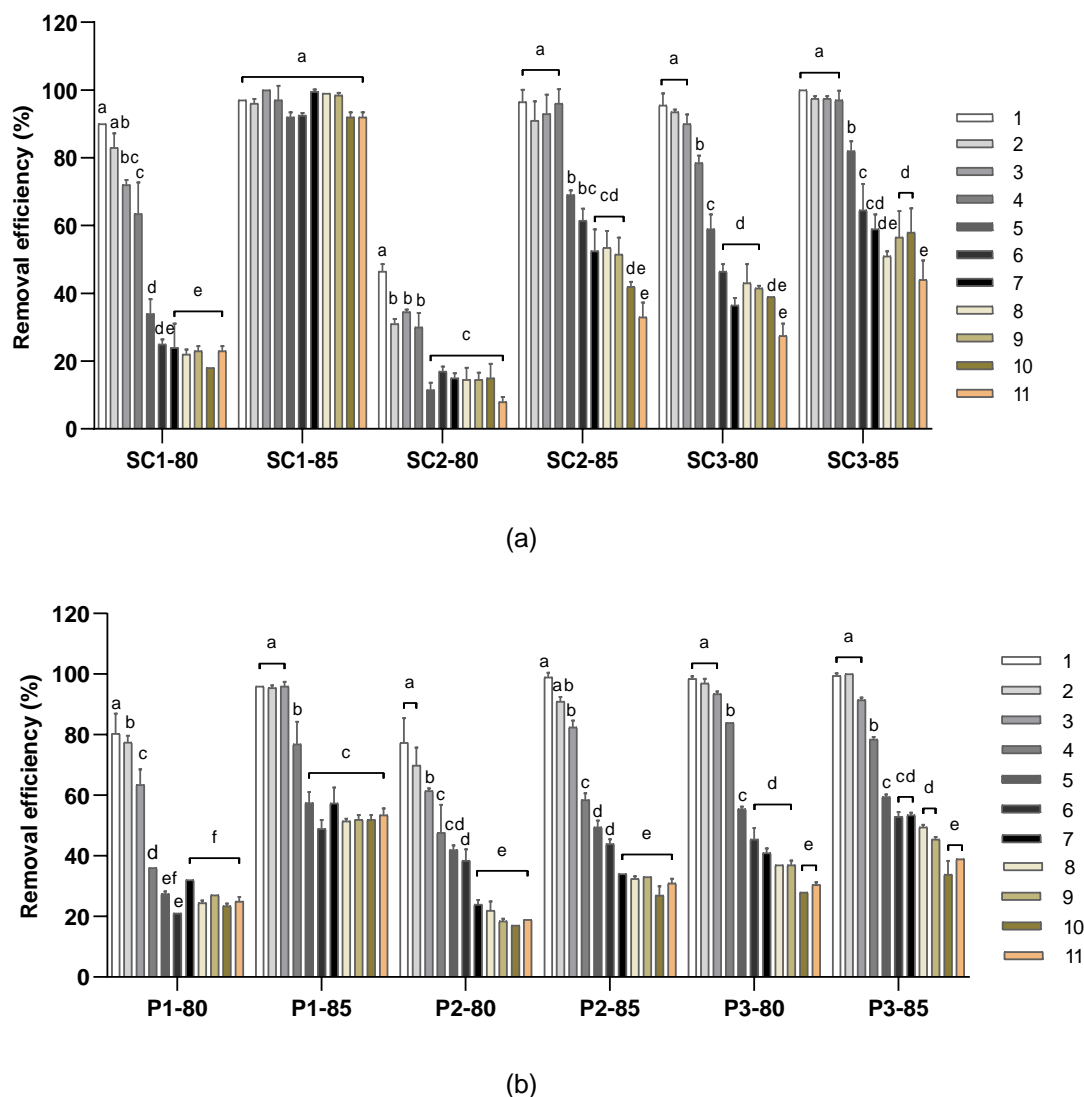 120
100
80
60
40
20
0
Removal efficiency (%)
a
ab
bc
c
d
de
e
a
a
b
b
b
c
a
b
bc
cd
de
e
a
b
c
d
de
e
a
b
c
cd
de
d
e
SC1-80 SC1-85 SC2-80 SC2-85 SC3-80 SC3-85
1
2
3
4
5
6
7
8
9
10
11
(a)
120
100
80
60
40
20
0
Removal efficiency (%)
a
b
c
d
ef
e
f
a
b
c
a
b
c
cd
d
e
a
ab
b
c
d
d
e
a
b
c
d
e
a
b
c
cd
d
e
P1-80 P1-85 P2-80 P2-85 P3-80 P3-85
1
2
3
4
5
6
7
8
9
10
11
(b)